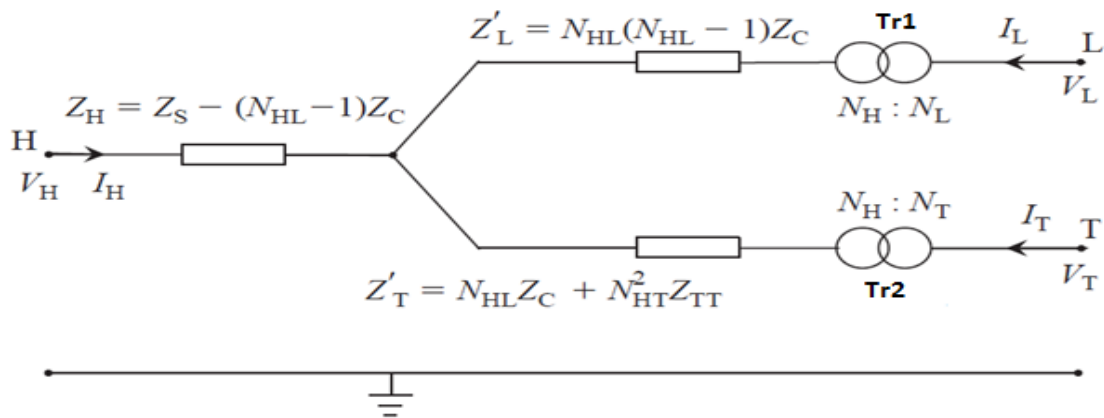 Z′L = NHL(NHL − 1)ZC
Tr1
IL
L
VL
NH : NL
ZH = ZS − (NHL −1)ZC
H
VH
IH
NH : NT
IT
T
VT
Z′T = NHLZC + N²HTZTT
Tr2